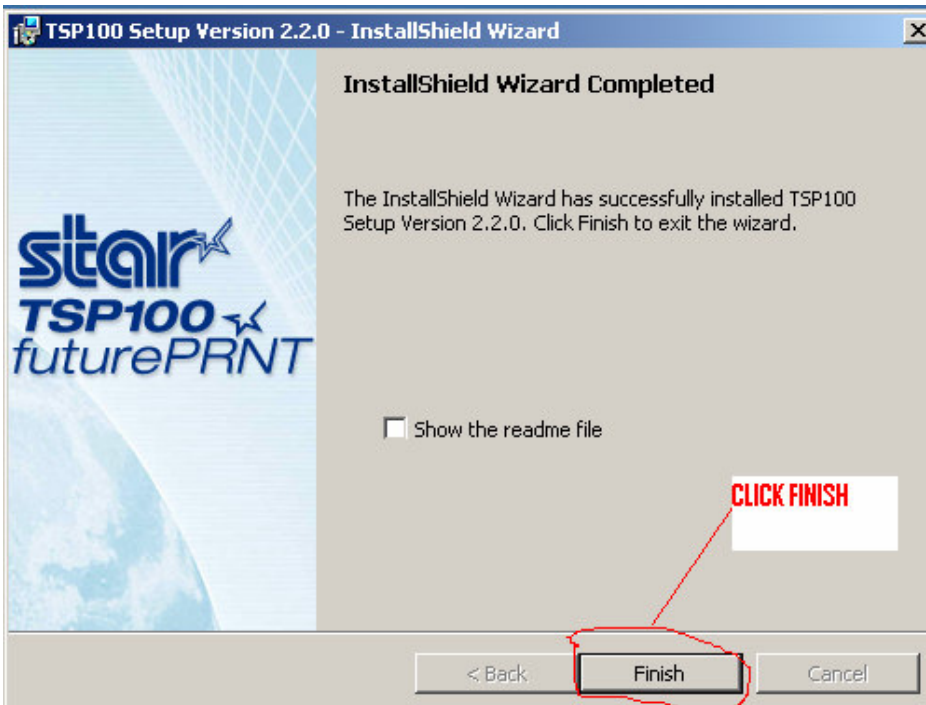 TSP100 Setup Version 2.2.0 - InstallShield Wizard
InstallShield Wizard Completed
The InstallShield Wizard has successfully installed TSP100
Setup Version 2.2.0. Click Finish to exit the wizard.
star
TSP100
futurePRNT
Show the readme file
CLICK FINISH
< Back
Finish
Cancel